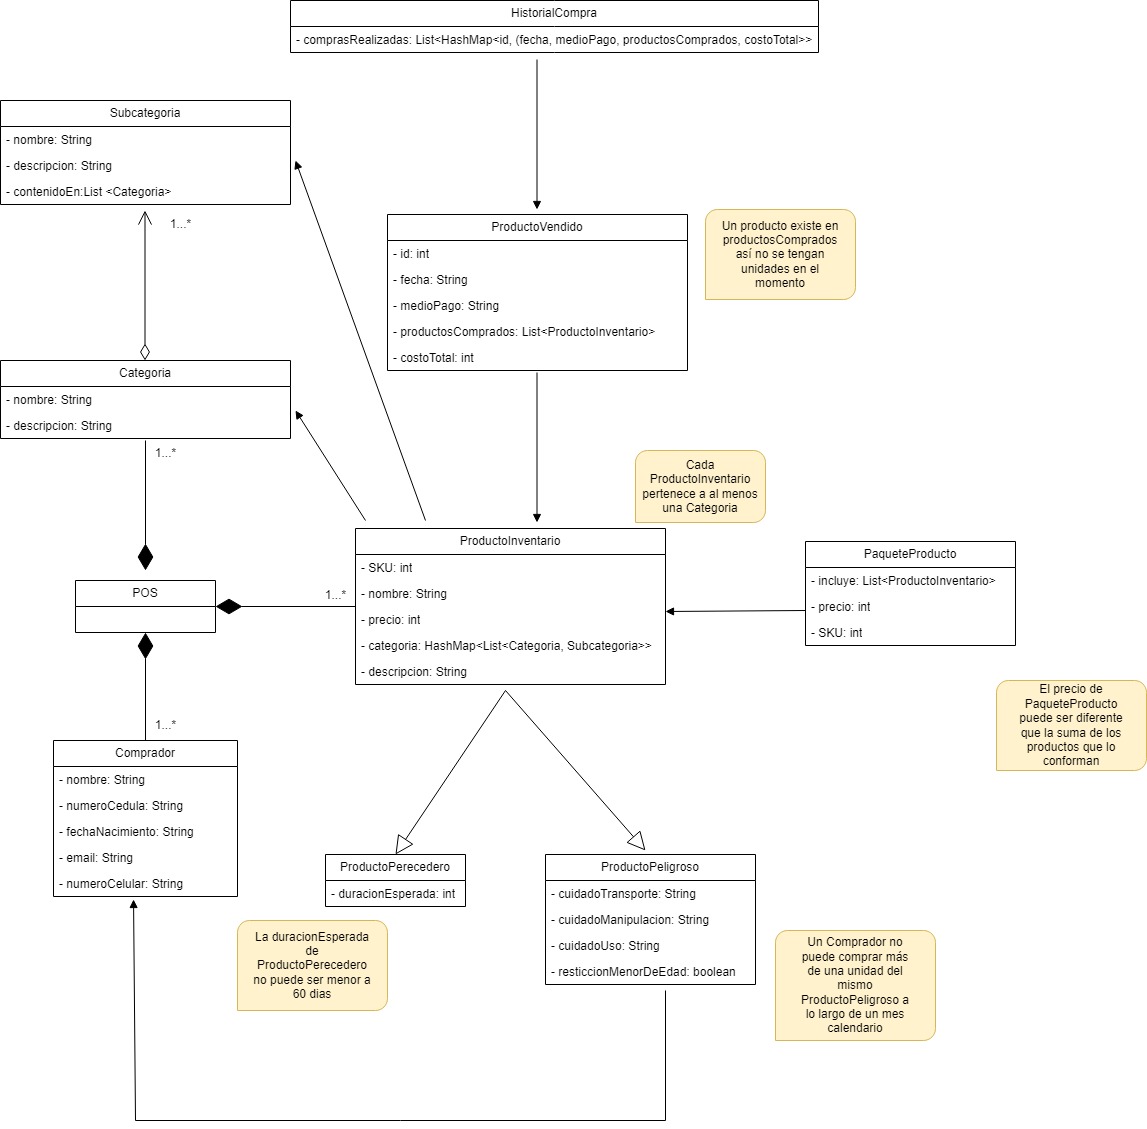 HistorialCompra
- comprasRealizadas: List<HashMap<id, (fecha, medioPago, productosComprados, costoTotal>>
Subcategoria
- nombre: String
- descripcion: String
- contenidoEn:List <Categoria>
1...*
ProductoVendido
- id: int
- fecha: String
- medioPago: String
- productosComprados: List<ProductoInventario>
- costoTotal: int
Un producto existe en
productosComprados
así no se tengan
unidades en el
momento
Categoria
- nombre: String
- descripcion: String
1...*
Cada
ProductoInventario
pertenece a al menos
una Categoria
ProductoInventario
- SKU: int
- nombre: String
- precio: int
- categoria: HashMap<List<Categoria, Subcategoria>>
- descripcion: String
PaqueteProducto
- incluye: List<ProductoInventario>
- precio: int
- SKU: int
POS
1...*
El precio de
PaqueteProducto
puede ser diferente
que la suma de los
productos que lo
conforman
1...*
Comprador
- nombre: String
- numeroCedula: String
- fechaNacimiento: String
- email: String
- numeroCelular: String
ProductoPerecedero
- duracionEsperada: int
ProductoPeligroso
- cuidadoTransporte: String
- cuidadoManipulacion: String
- cuidadoUso: String
- resticcionMenorDeEdad: boolean
La duracionEsperada
de
ProductoPerecedero
no puede ser menor a
60 dias
Un Comprador no
puede comprar más
de una unidad del
mismo
ProductoPeligroso a
lo largo de un mes
calendario